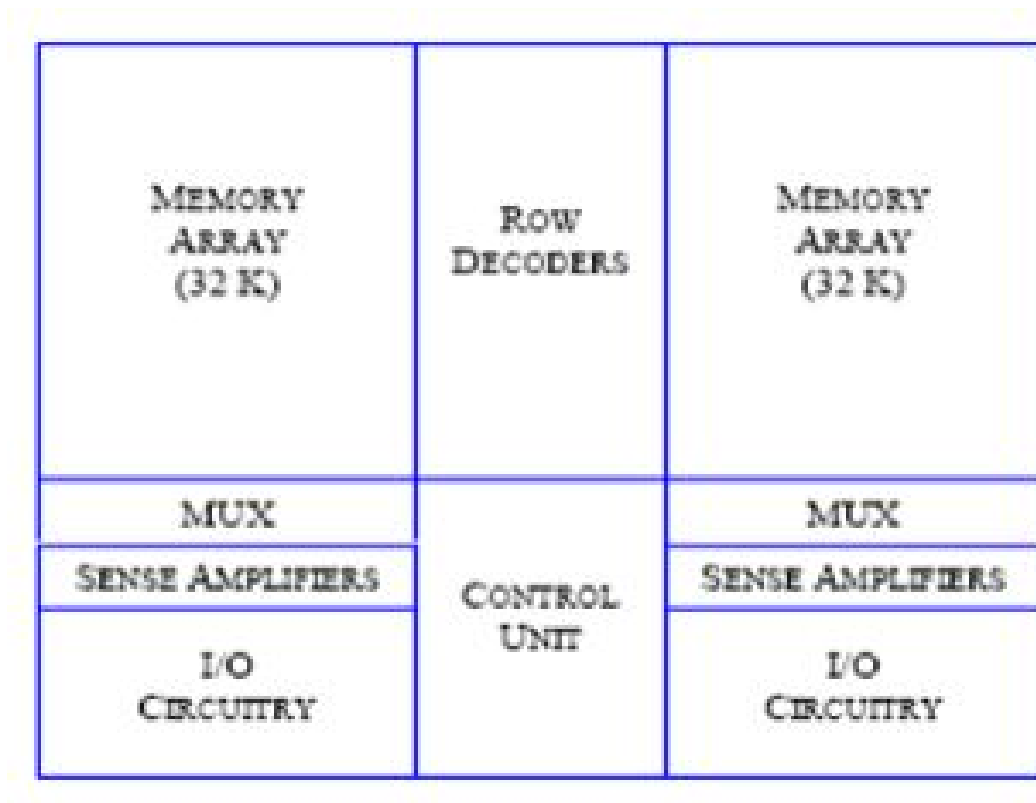 MEMORY
ARRAY
(32 K)
ROW
DECODERS
MEMORY
ARRAY
(32 K)
MUX
SENSE AMPLIFIERS
I/O
CIRCUITRY
CONTROL
UNIT
MUX
SENSE AMPLIFIERS
I/O
CIRCUITRY